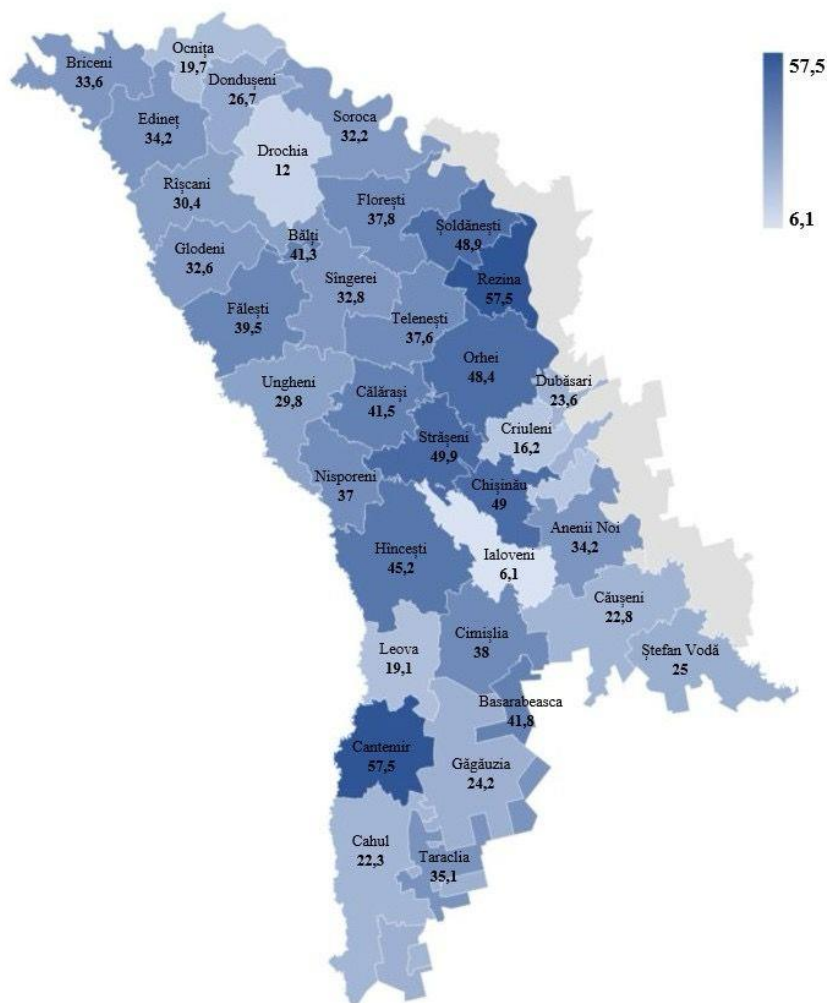 Ocnița
19,7
Briceni
33,6
Dondușeni
26,7
57,5
6,1
Edineț
34,2
Soroca
32,2
Drochia
12
Rîșcani
30,4
Florești
37,8
Șoldănești
48,9
Bălți
41,3
Glodeni
32,6
Sîngerei
32,8
Rezina
57,5
Fălești
39,5
Telenești
37,6
Orhei
48,4
Ungheni
29,8
Călărași
41,5
Dubăsari
23,6
Criuleni
16,2
Strășeni
49,9
Nisporeni
37
Chișinău
49
Anenii Noi
34,2
Hîncești
45,2
Ialoveni
6,1
Căușeni
22,8
Cimișlia
38
Leova
19,1
Ștefan Vodă
25
Basarabeasca
41,8
Cantemir
57,5
Găgăuzia
24,2
Cahul
22,3
Taraclia
35,1